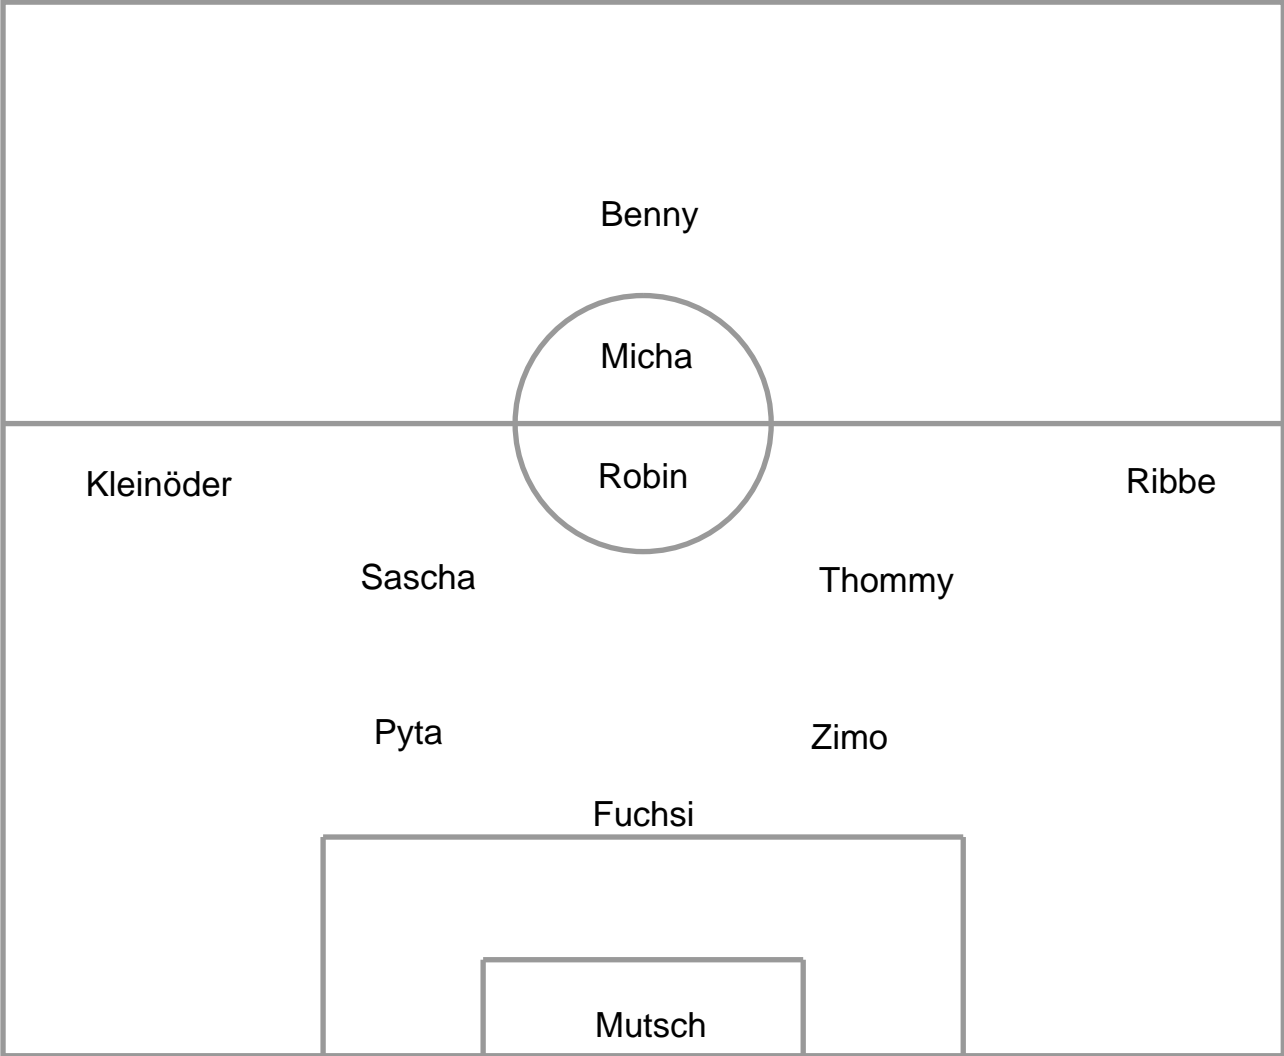 Benny
Micha
Kleinöder
Robin
Ribbe
Sascha
Thommy
Pyta
Zimo
Fuchsi
Mutsch